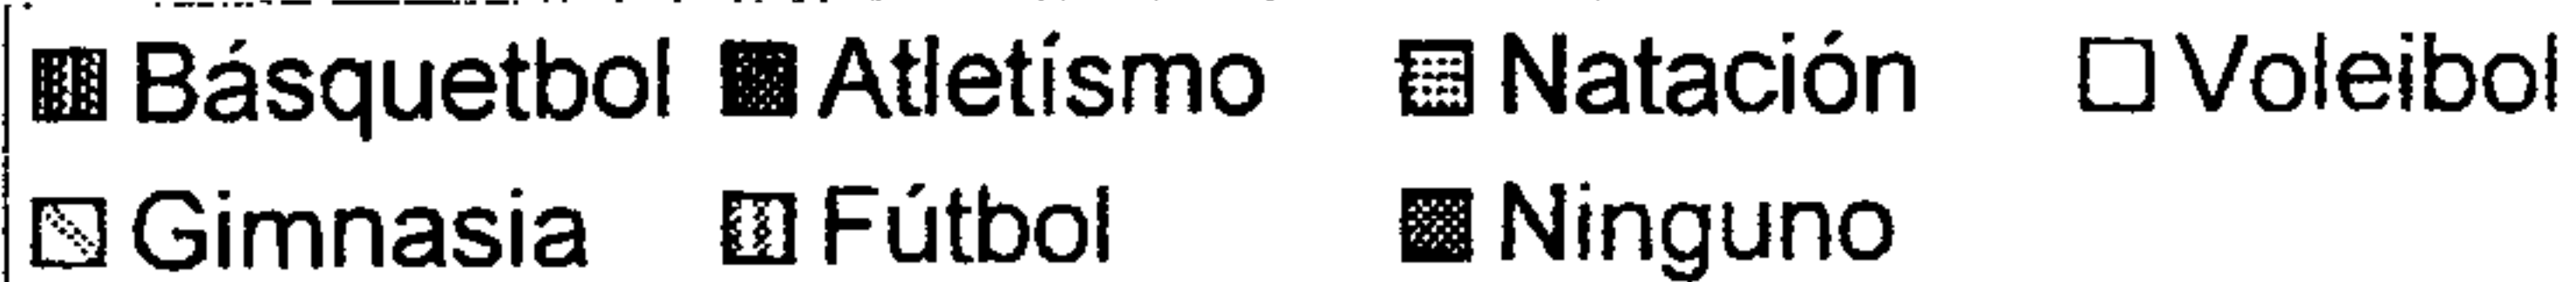 Básquetbol Atletísmo Natación Voleibol
Gimnasia Fútbol Ninguno